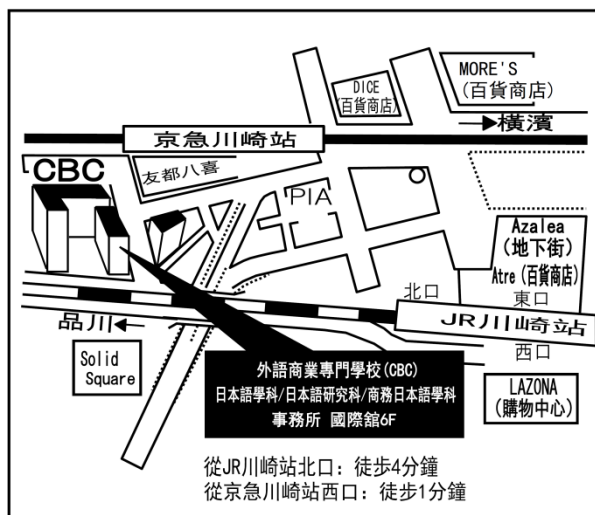 MORE'S
(百貨商店)
DICE
(百貨商店)
橫濱
京急川崎站
CBC
友都八喜
PIA
Azalea
(地下街)
Atre(百貨商店)
北口
東口
JR川崎站
品川
西口
Solid
Square
外語商業專門學校(CBC)
日本語學科/日本語研究科/商務日本語學科
事務所 國際舘6F
LAZONA
(購物中心)
從JR川崎站北口: 徒步4分鐘
從京急川崎站西口: 徒步1分鐘